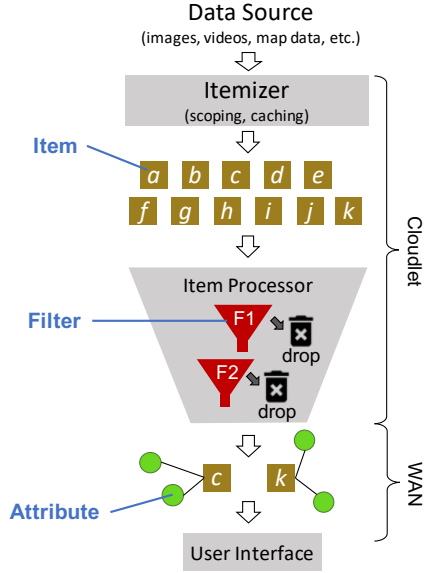 Data Source
(images, videos, map data, etc.)
Itemizer
(scoping, caching)
Item
a b c d e
f g h i j k
Cloudlet
Item Processor
Filter
F1
drop
F2
drop
WAN
c k
Attribute
User Interface